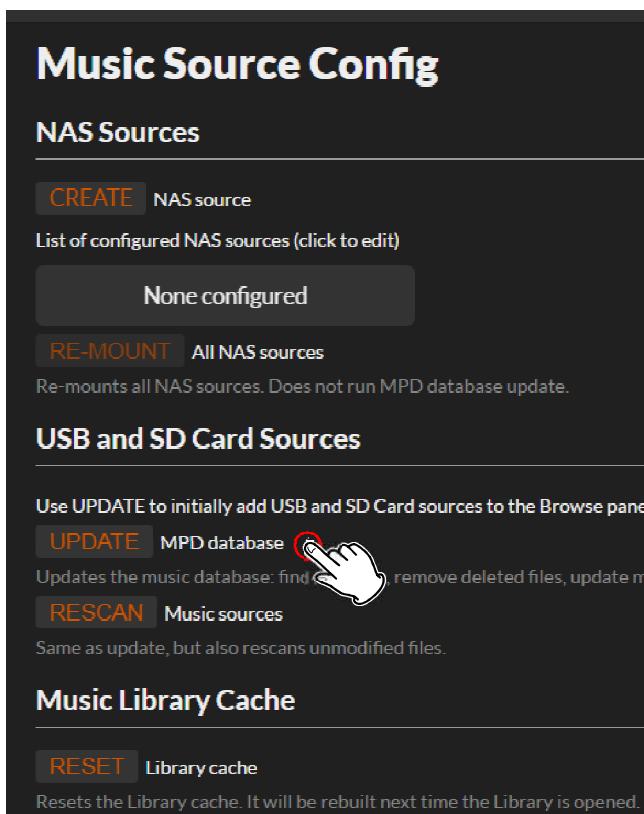 Music Source Config
NAS Sources
CREATE NAS source
List of configured NAS sources (click to edit)
None configured
RE-MOUNT All NAS sources
Re-mounts all NAS sources. Does not run MPD database update.
USB and SD Card Sources
Use UPDATE to initially add USB and SD Card sources to the Browse pane
UPDATE MPD database
Updates the music database: find , remove deleted files, update m
RESCAN Music sources
Same as update, but also rescans unmodified files.
Music Library Cache
RESET Library cache
Resets the Library cache. It will be rebuilt next time the Library is opened.